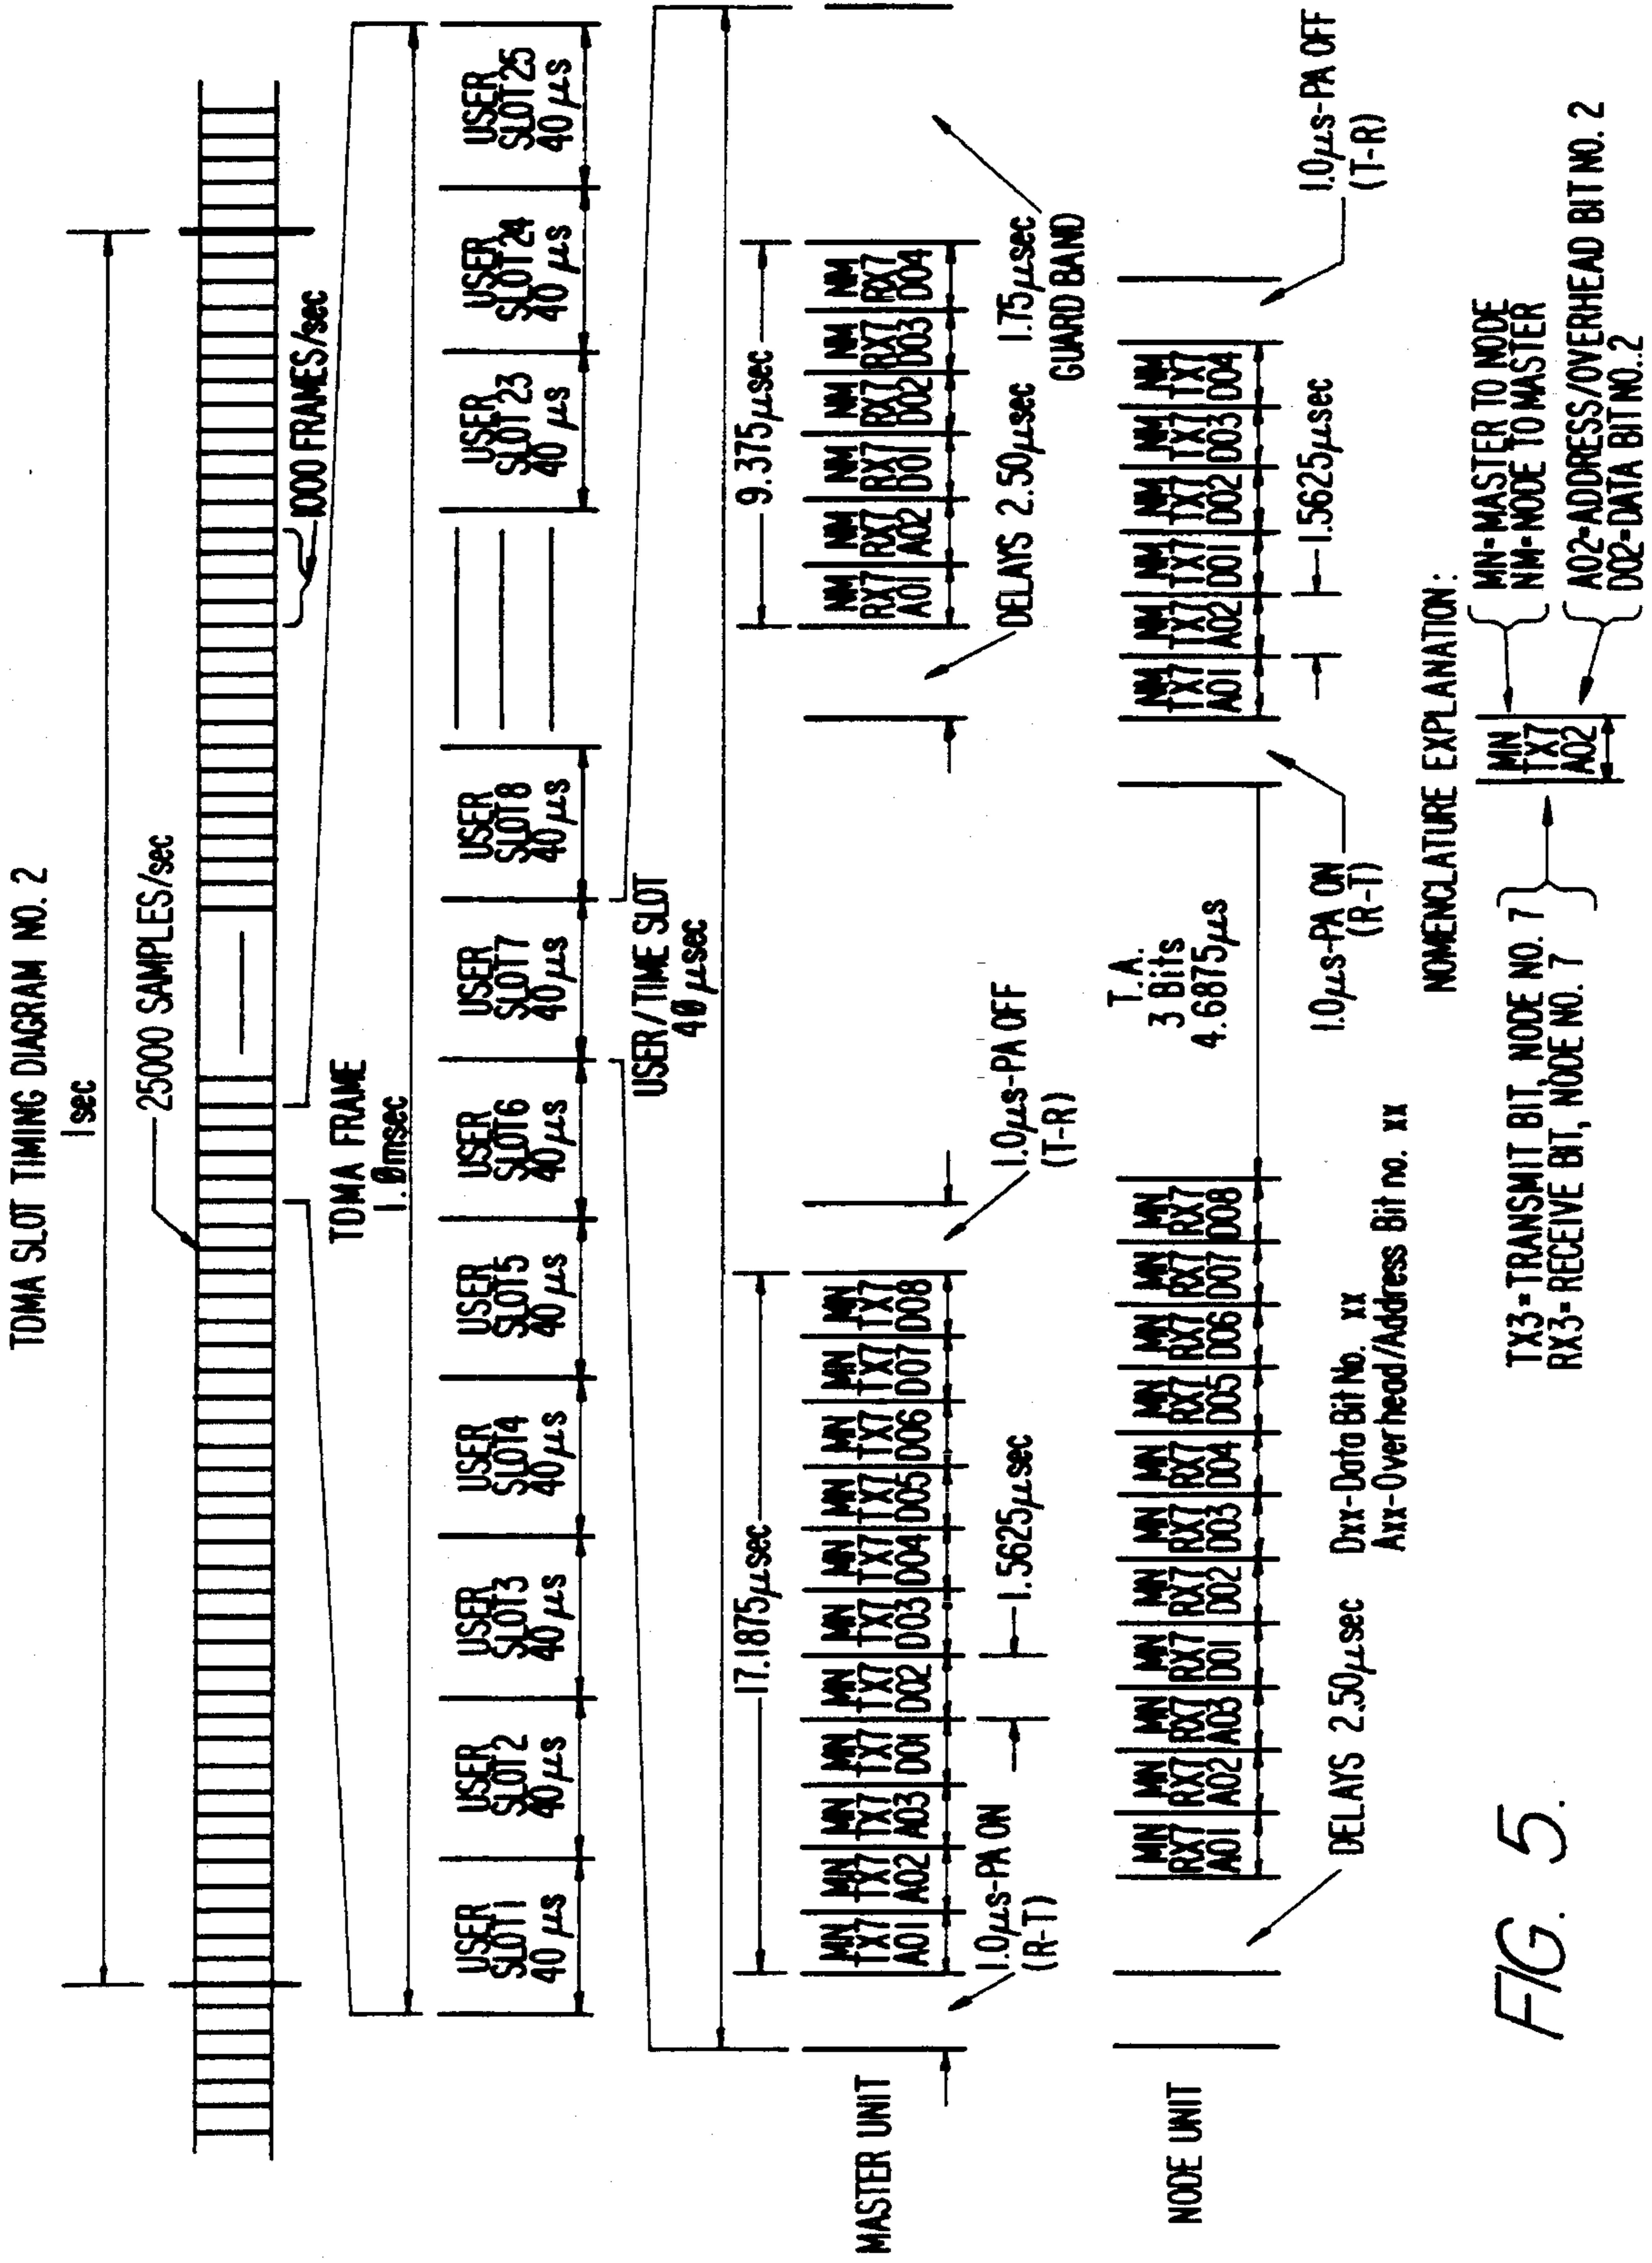 TDMA SLOT TIMING DIAGRAM NO. 2
1sec
25000 SAMPLES/sec
1000 FRAMES/sec
TDMA FRAME
1.0msec
USER SLOT1 40 µs
USER SLOT2 40 µs
USER SLOT3 40 µs
USER SLOT4 40 µs
USER SLOT5 40 µs
USER SLOT6 40 µs
USER SLOT7 40 µs
USER SLOT8 40 µs
USER SLOT23 40 µs
USER SLOT24 40 µs
USER SLOT25 40 µs
USER/TIME SLOT
40 µsec
MASTER UNIT
17.1875µsec
9.375µsec
MN TX7 A01
MN TX7 A02
MN TX7 A03
MN TX7 D01
MN TX7 D02
MN TX7 D03
MN TX7 D04
MN TX7 D05
MN TX7 D06
MN TX7 D07
MN TX7 D08
NM RX7 A01
NM RX7 A02
NM RX7 D01
NM RX7 D02
NM RX7 D03
NM RX7 D04
1.0µs-PA ON
(R-T)
1.5625µsec
1.0µs-PA OFF
(T-R)
DELAYS 2.50µsec
1.75µsec
GUARD BAND
NODE UNIT
MN RX7 A01
MN RX7 A02
MN RX7 A03
MN RX7 D01
MN RX7 D02
MN RX7 D03
MN RX7 D04
MN RX7 D05
MN RX7 D06
MN RX7 D07
MN RX7 D08
T.A.
3 Bits
4.6875µs
NM TX7 A01
NM TX7 A02
NM TX7 D01
NM TX7 D02
NM TX7 D03
NM TX7 D04
DELAYS 2.50µsec
Dxx-Data Bit No. xx
Axx-Overhead/Address Bit no. xx
1.0µs-PA ON
(R-T)
1.5625µsec
1.0µs-PA OFF
(T-R)
NOMENCLATURE EXPLANATION:
TX3=TRANSMIT BIT, NODE NO. 7
RX3=RECEIVE BIT, NODE NO. 7
MN
TX7
A02
MN=MASTER TO NODE
NM=NODE TO MASTER
A02=ADDRESS/OVERHEAD BIT NO. 2
D02=DATA BIT NO..2
FIG. 5.